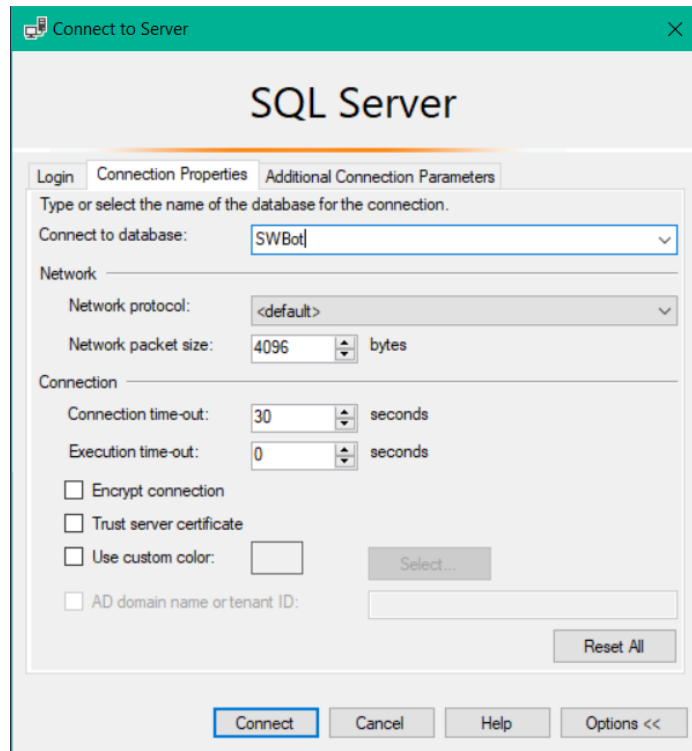 Connect to Server
SQL Server
Login Connection Properties Additional Connection Parameters
Type or select the name of the database for the connection.
Connect to database: SWBot
Network
Network protocol: <default>
Network packet size: 4096 bytes
Connection
Connection time-out: 30 seconds
Execution time-out: 0 seconds
Encrypt connection
Trust server certificate
Use custom color: Select...
AD domain name or tenant ID:
Reset All
Connect Cancel Help Options <<